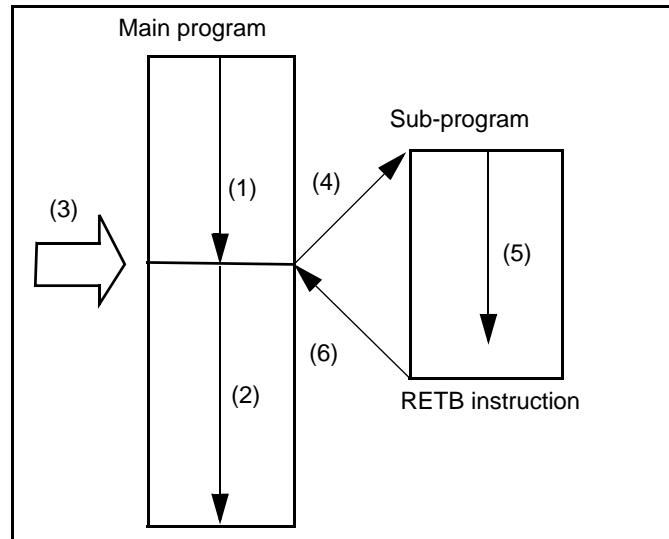 Main program
Sub-program
(1)
(4)
(3)
(5)
(6)
(2)
RETB instruction